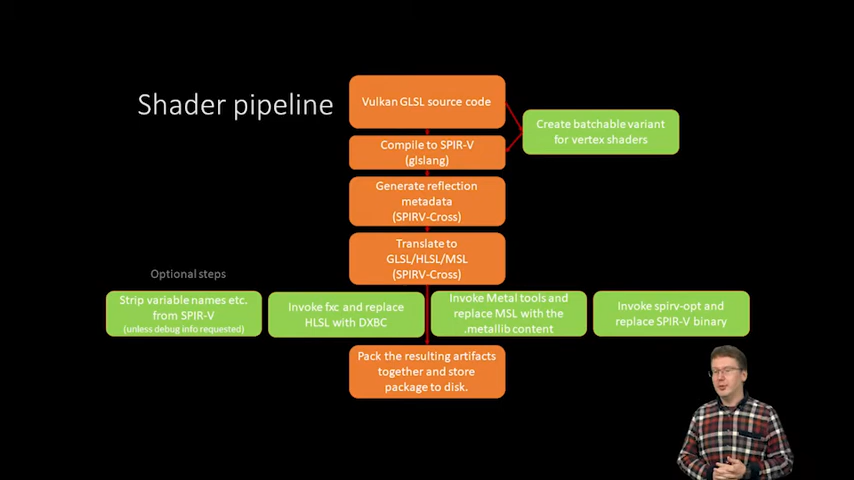 Shader pipeline
Vulkan GLSL source code
Create batchable variant
for vertex shaders
Compile to SPIR-V
(glslang)
Generate reflection
metadata
(SPIRV-Cross)
Translate to
GLSL/HLSL/MSL
(SPIRV-Cross)
Optional steps
Strip variable names etc.
from SPIR-V
(unless debug info requested)
Invoke fxc and replace
HLSL with DXBC
Invoke Metal tools and
replace MSL with the
.metallib content
Invoke spirv-opt and
replace SPIR-V binary
Pack the resulting artifacts
together and store
package to disk.